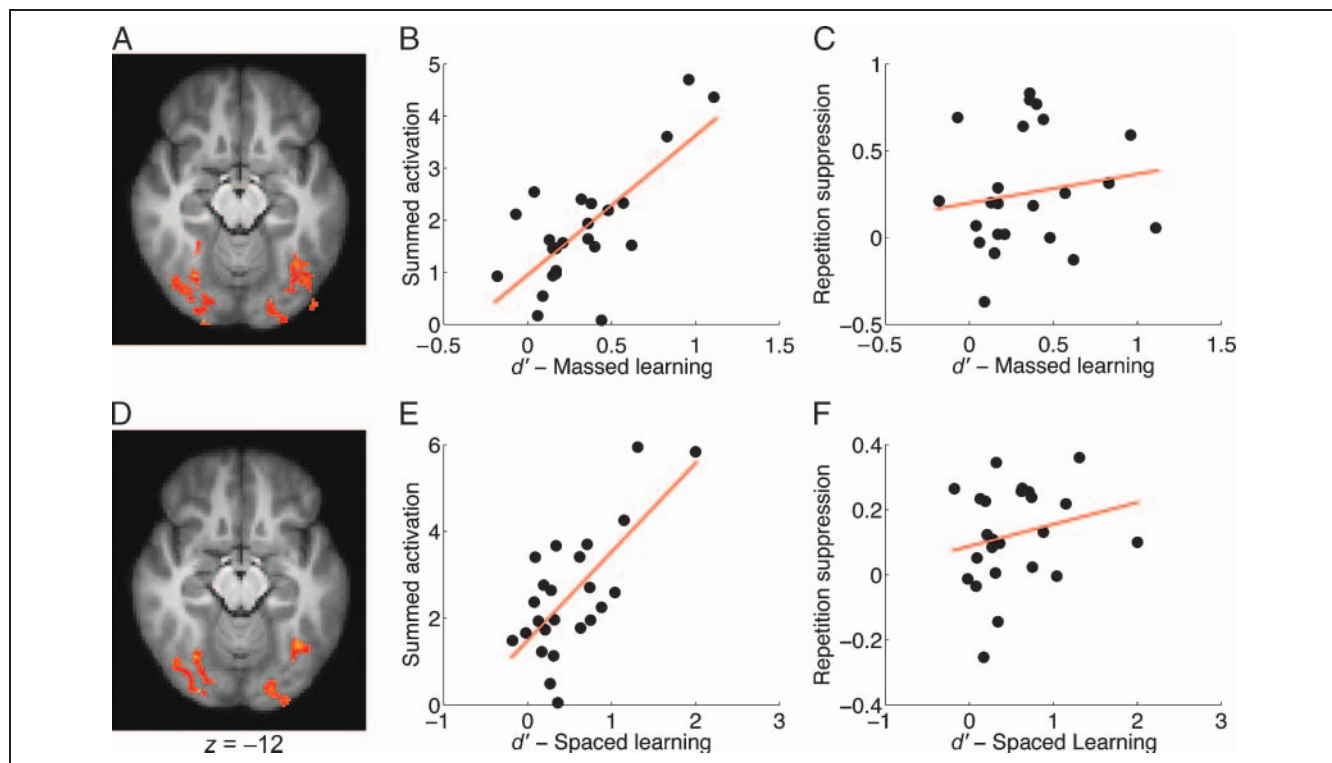 A
B
Summed activation
5
4
3
2
1
0
0
0.5
1
1.5
d′ – Massed learning
C
Repetition suppression
1
0.5
0
–0.5
–0.5
0
0.5
1
1.5
d′ – Massed learning
D
z = –12
E
Summed activation
6
4
2
0
–1
0
1
2
3
d′ – Spaced learning
F
Repetition suppression
0.4
0.2
0
–0.2
–0.4
–1
0
1
2
3
d′ – Spaced Learning